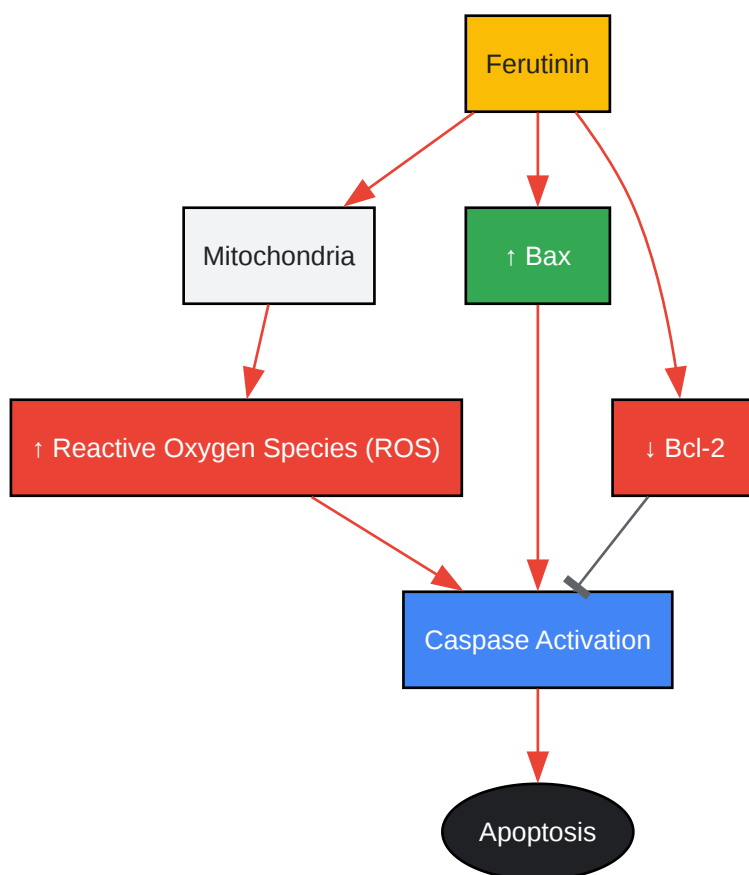 Ferutinin
Mitochondria
↑ Bax
↑ Reactive Oxygen Species (ROS)
↓ Bcl-2
Caspase Activation
Apoptosis